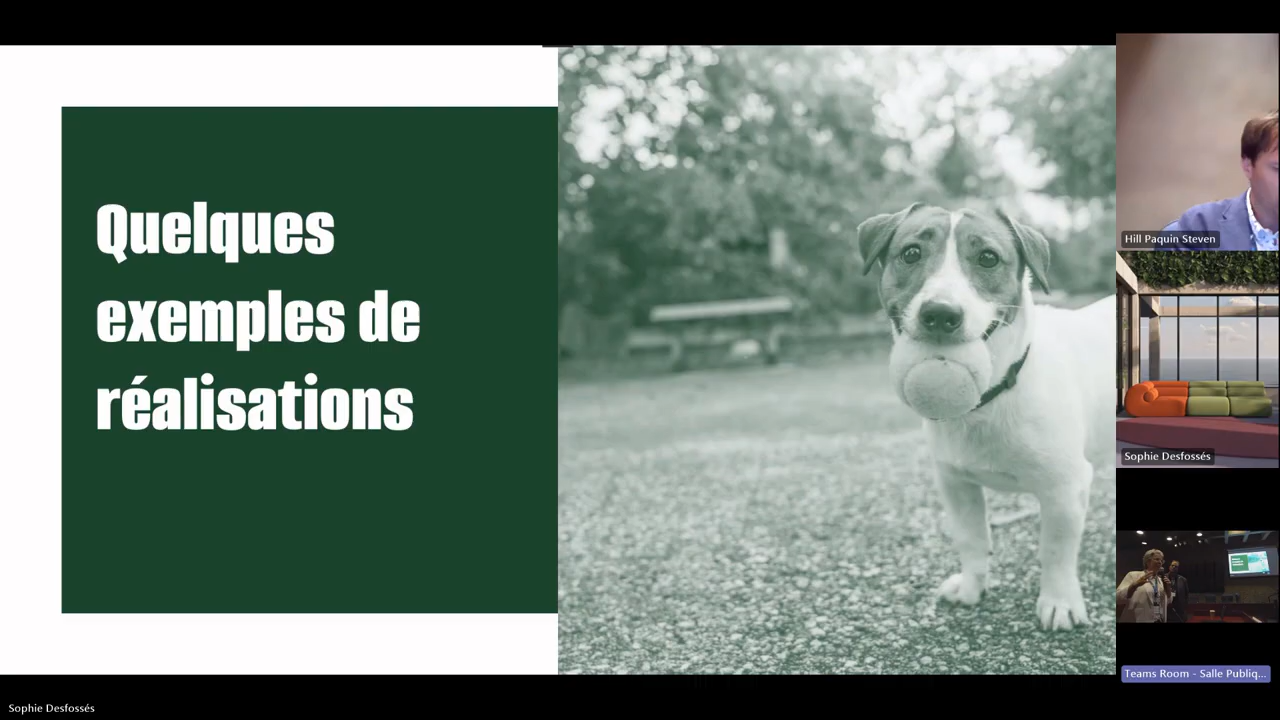 Quelques
exemples de
réalisations
Hill Paquin Steven
Sophie Desfossés
Teams Room - Salle Publiq...
Sophie Desfossés